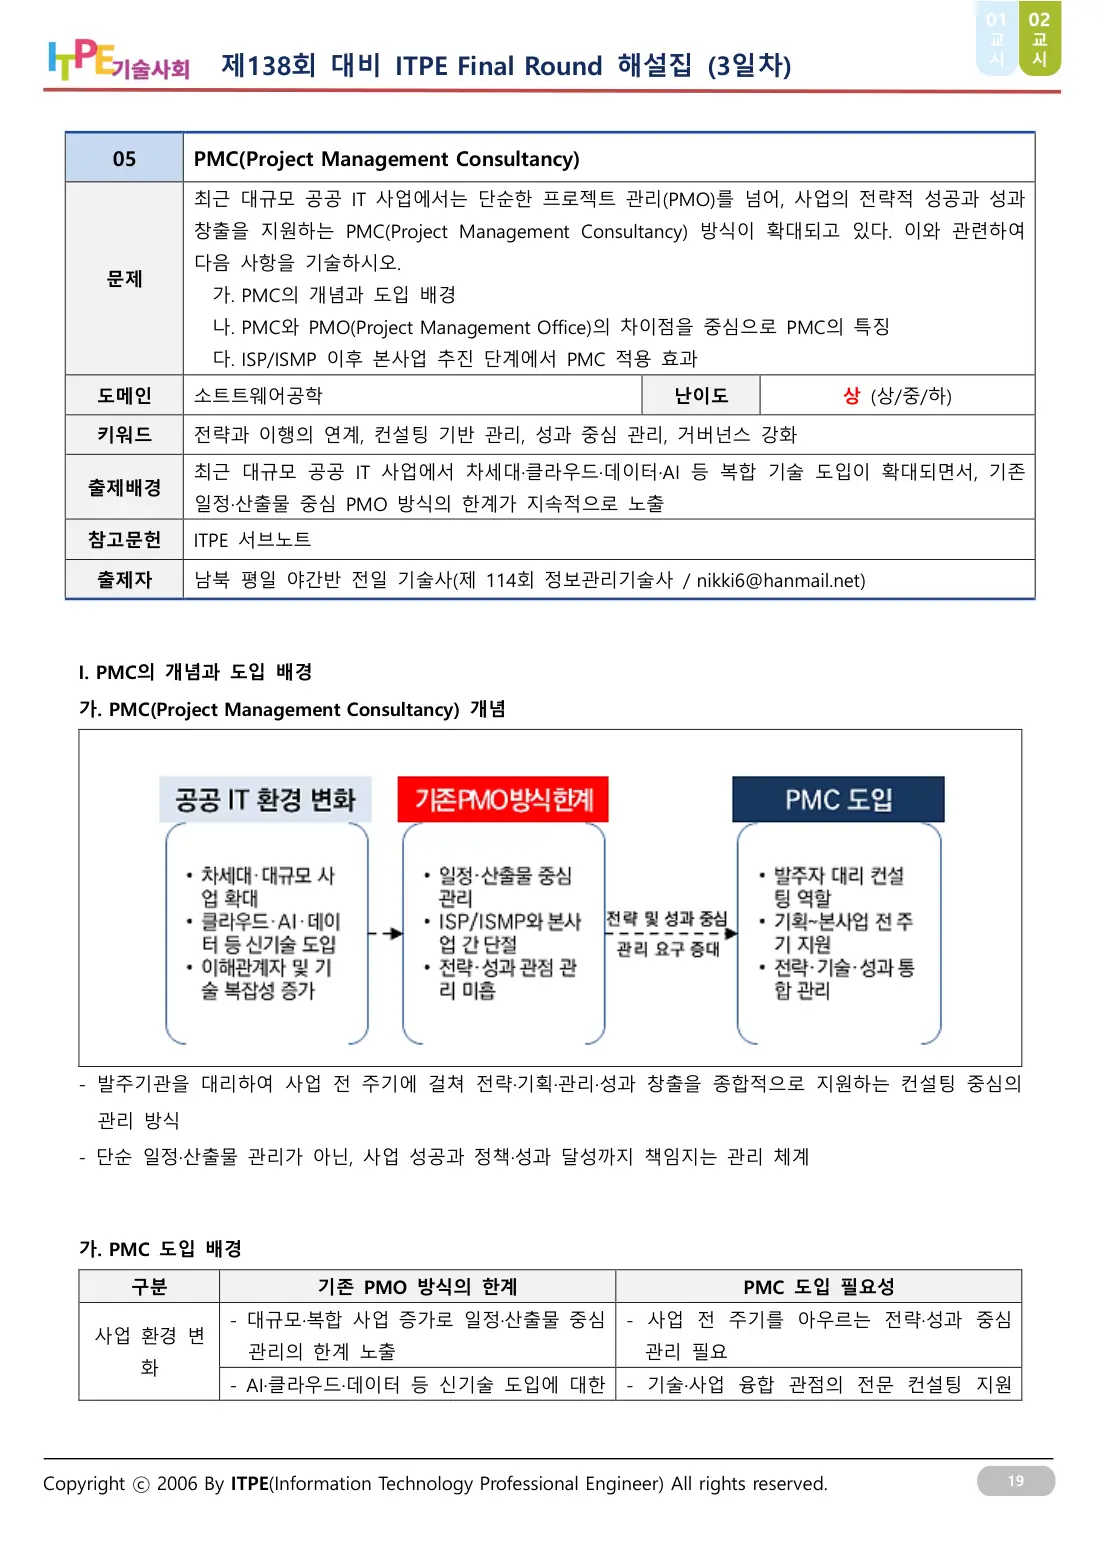 01
교
시
02
교
시
ITPE기술사회 제138회 대비 ITPE Final Round 해설집 (3일차)
05 PMC(Project Management Consultancy)
문제
최근 대규모 공공 IT 사업에서는 단순한 프로젝트 관리(PMO)를 넘어, 사업의 전략적 성공과 성과
창출을 지원하는 PMC(Project Management Consultancy) 방식이 확대되고 있다. 이와 관련하여
다음 사항을 기술하시오.
가. PMC의 개념과 도입 배경
나. PMC와 PMO(Project Management Office)의 차이점을 중심으로 PMC의 특징
다. ISP/ISMP 이후 본사업 추진 단계에서 PMC 적용 효과
도메인 소트트웨어공학 난이도 상 (상/중/하)
키워드 전략과 이행의 연계, 컨설팅 기반 관리, 성과 중심 관리, 거버넌스 강화
출제배경
최근 대규모 공공 IT 사업에서 차세대·클라우드·데이터·AI 등 복합 기술 도입이 확대되면서, 기존
일정·산출물 중심 PMO 방식의 한계가 지속적으로 노출
참고문헌 ITPE 서브노트
출제자 남북 평일 야간반 전일 기술사(제 114회 정보관리기술사 / nikki6@hanmail.net)
I. PMC의 개념과 도입 배경
가. PMC(Project Management Consultancy) 개념
공공 IT 환경 변화
• 차세대·대규모 사
업 확대
• 클라우드·AI·데이
터 등 신기술 도입
• 이해관계자 및 기
술 복잡성 증가
기존PMO방식한계
• 일정·산출물 중심
관리
• ISP/ISMP와 본사
업 간 단절
• 전략·성과 관점 관
리 미흡
전략 및 성과 중심
관리 요구 증대
PMC 도입
• 발주자 대리 컨설
팅 역할
• 기획~본사업 전 주
기 지원
• 전략·기술·성과 통
합 관리
- 발주기관을 대리하여 사업 전 주기에 걸쳐 전략·기획·관리·성과 창출을 종합적으로 지원하는 컨설팅 중심의
관리 방식
- 단순 일정·산출물 관리가 아닌, 사업 성공과 정책·성과 달성까지 책임지는 관리 체계
가. PMC 도입 배경
구분 기존 PMO 방식의 한계 PMC 도입 필요성
사업 환경 변
화
- 대규모·복합 사업 증가로 일정·산출물 중심
관리의 한계 노출
- 사업 전 주기를 아우르는 전략·성과 중심
관리 필요
- AI·클라우드·데이터 등 신기술 도입에 대한
- 기술·사업 융합 관점의 전문 컨설팅 지원
Copyright ⓒ 2006 By ITPE(Information Technology Professional Engineer) All rights reserved.
19